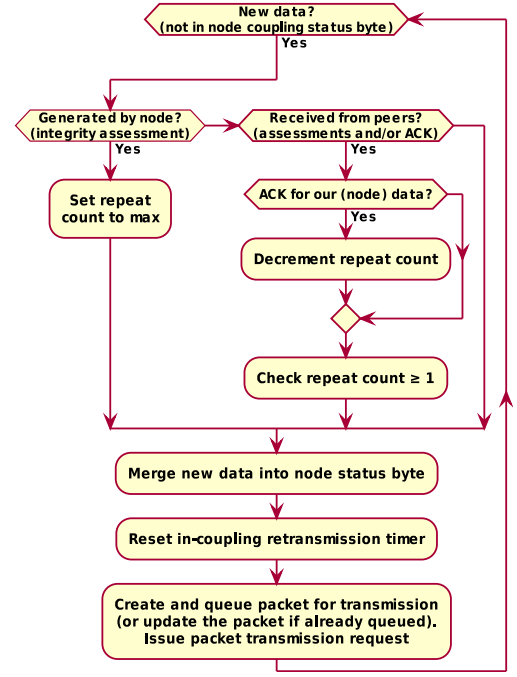 New data?
(not in node coupling status byte)
Yes
Generated by node?
(integrity assessment)
Yes
Received from peers?
(assessments and/or ACK)
Yes
Set repeat
count to max
ACK for our (node) data?
Yes
Decrement repeat count
Check repeat count ≥ 1
Merge new data into node status byte
Reset in-coupling retransmission timer
Create and queue packet for transmission
(or update the packet if already queued).
Issue packet transmission request